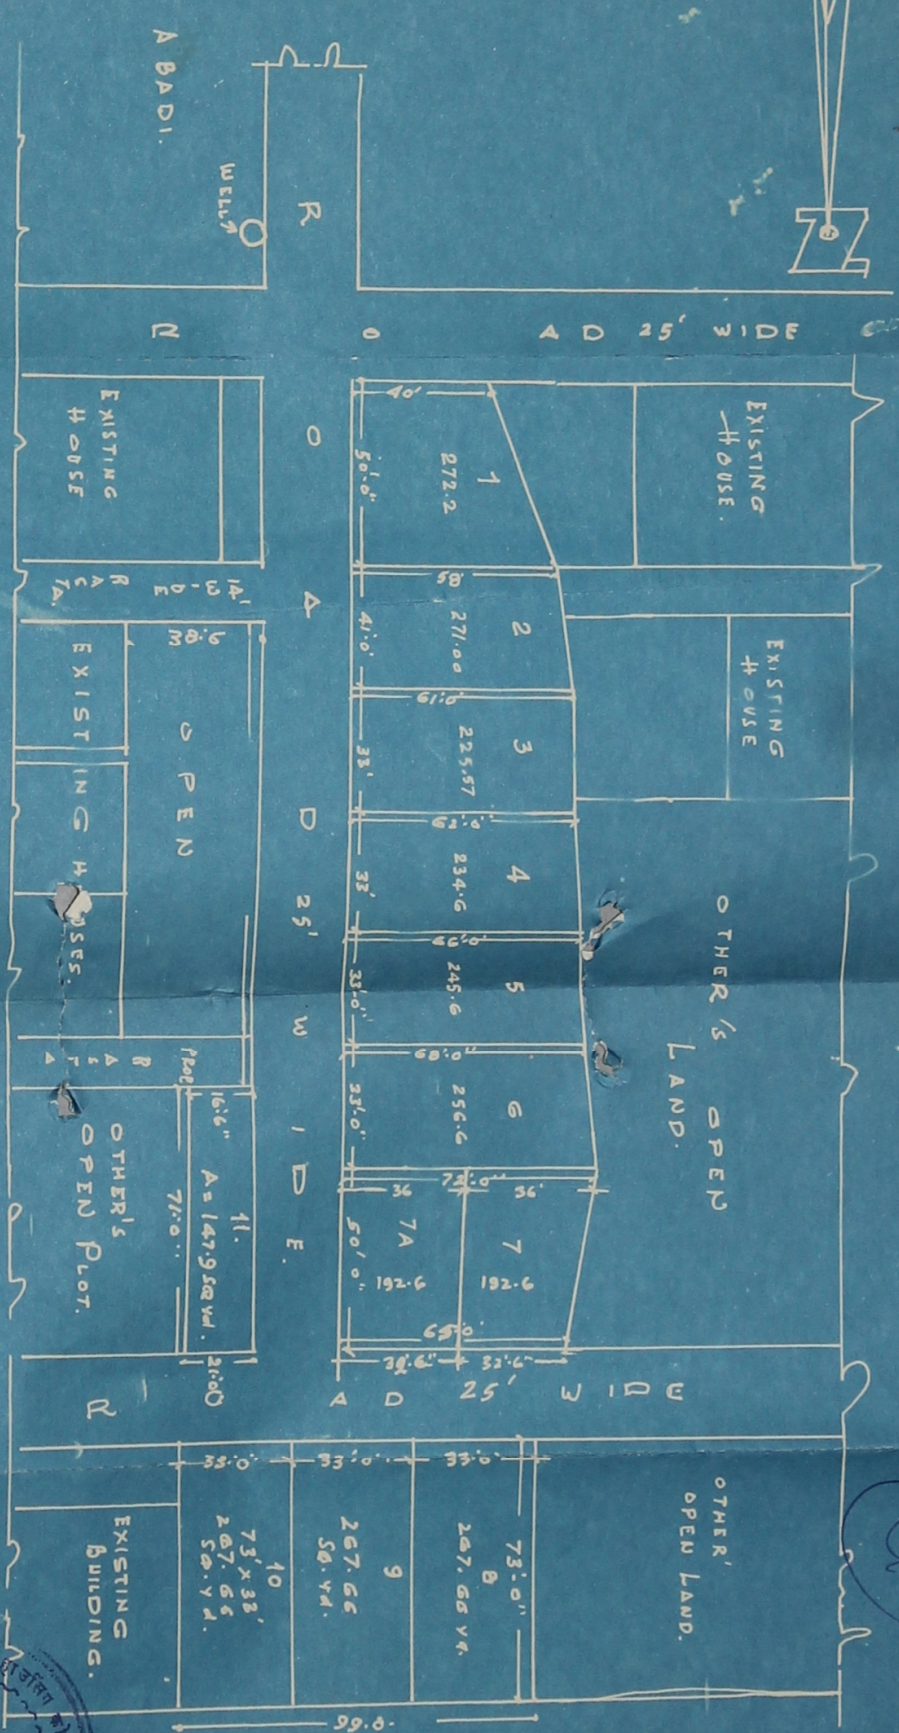 ABADI.
WELL
N
ROAD 25' WIDE
EXISTING
HOUSE
EXISTING
HOUSE.
EXISTING
HOUSE
ROAD 25' WIDE.
14' WIDE
RASTA.
40'
50'.0"
1
272.2
58'
2
271.00
41'.0'
61'.0"
3
225.57
33'
62'.0"
4
234.6
33'
66'.0"
5
245.6
33'.0"
68'.0"
6
256.6
33'.0"
72'.0"
36
36'
7A
192.6
7
192.6
50'.0"
65'.0
32'.6"
32'.6"
OTHER'S OPEN
LAND.
38'.6
OPEN
EXISTING HOUSES.
RASTA
PROP
16'.6"
11.
A = 147.9 SQ Yd.
71'.0"
21'.00
OTHER'S
OPEN PLOT.
ROAD 25' WIDE
33'.0"
33'.0"
33'.0"
73'.0"
8
267.66 Yd.
9
267.66
SQ. Yd.
10
73' X 33'
267.66
SQ. Yd.
EXISTING
BUILDING.
OTHER'
OPEN LAND.
99'.0"